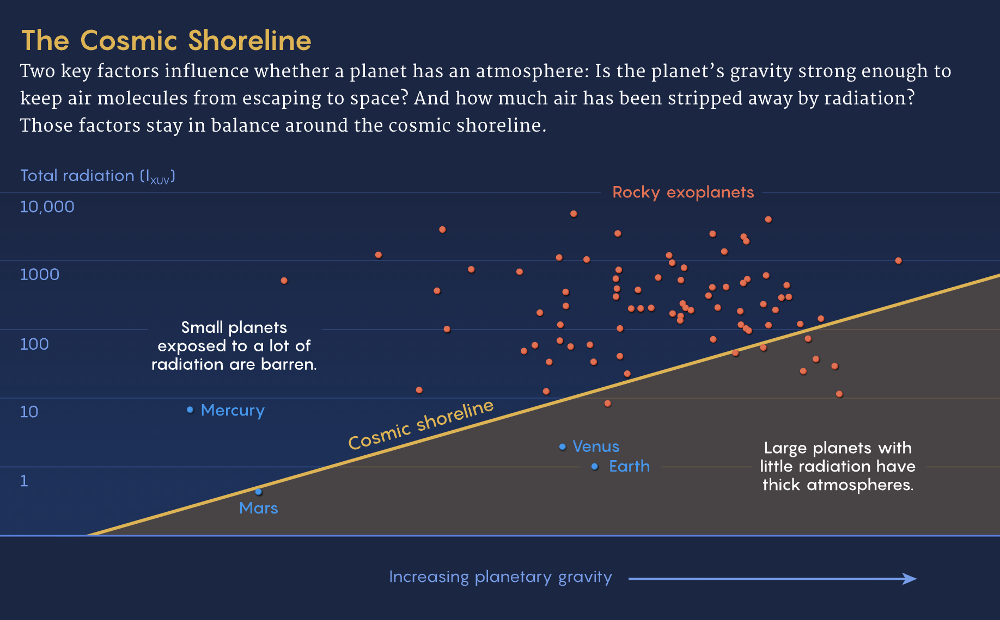 The Cosmic Shoreline
Two key factors influence whether a planet has an atmosphere: Is the planet’s gravity strong enough to
keep air molecules from escaping to space? And how much air has been stripped away by radiation?
Those factors stay in balance around the cosmic shoreline.
Total radiation (IXUV)
Rocky exoplanets
10,000
1000
Small planets
exposed to a lot of
radiation are barren.
100
10
Mercury
Cosmic shoreline
Venus
Earth
Large planets with
little radiation have
thick atmospheres.
1
Mars
Increasing planetary gravity